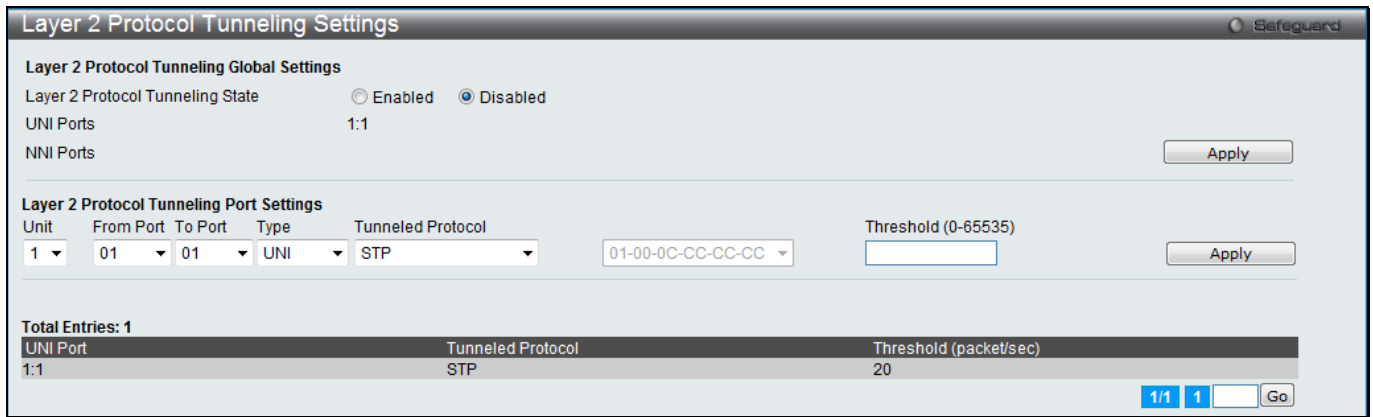 Layer 2 Protocol Tunneling Settings Safeguard
Layer 2 Protocol Tunneling Global Settings
Layer 2 Protocol Tunneling State Enabled Disabled
UNI Ports 1:1
NNI Ports Apply
Layer 2 Protocol Tunneling Port Settings
Unit From Port To Port Type Tunneled Protocol Threshold (0-65535)
1 01 01 UNI STP 01-00-0C-CC-CC-CC Apply
Total Entries: 1
UNI Port Tunneled Protocol Threshold (packet/sec)
1:1 STP 20
1/1 1 Go